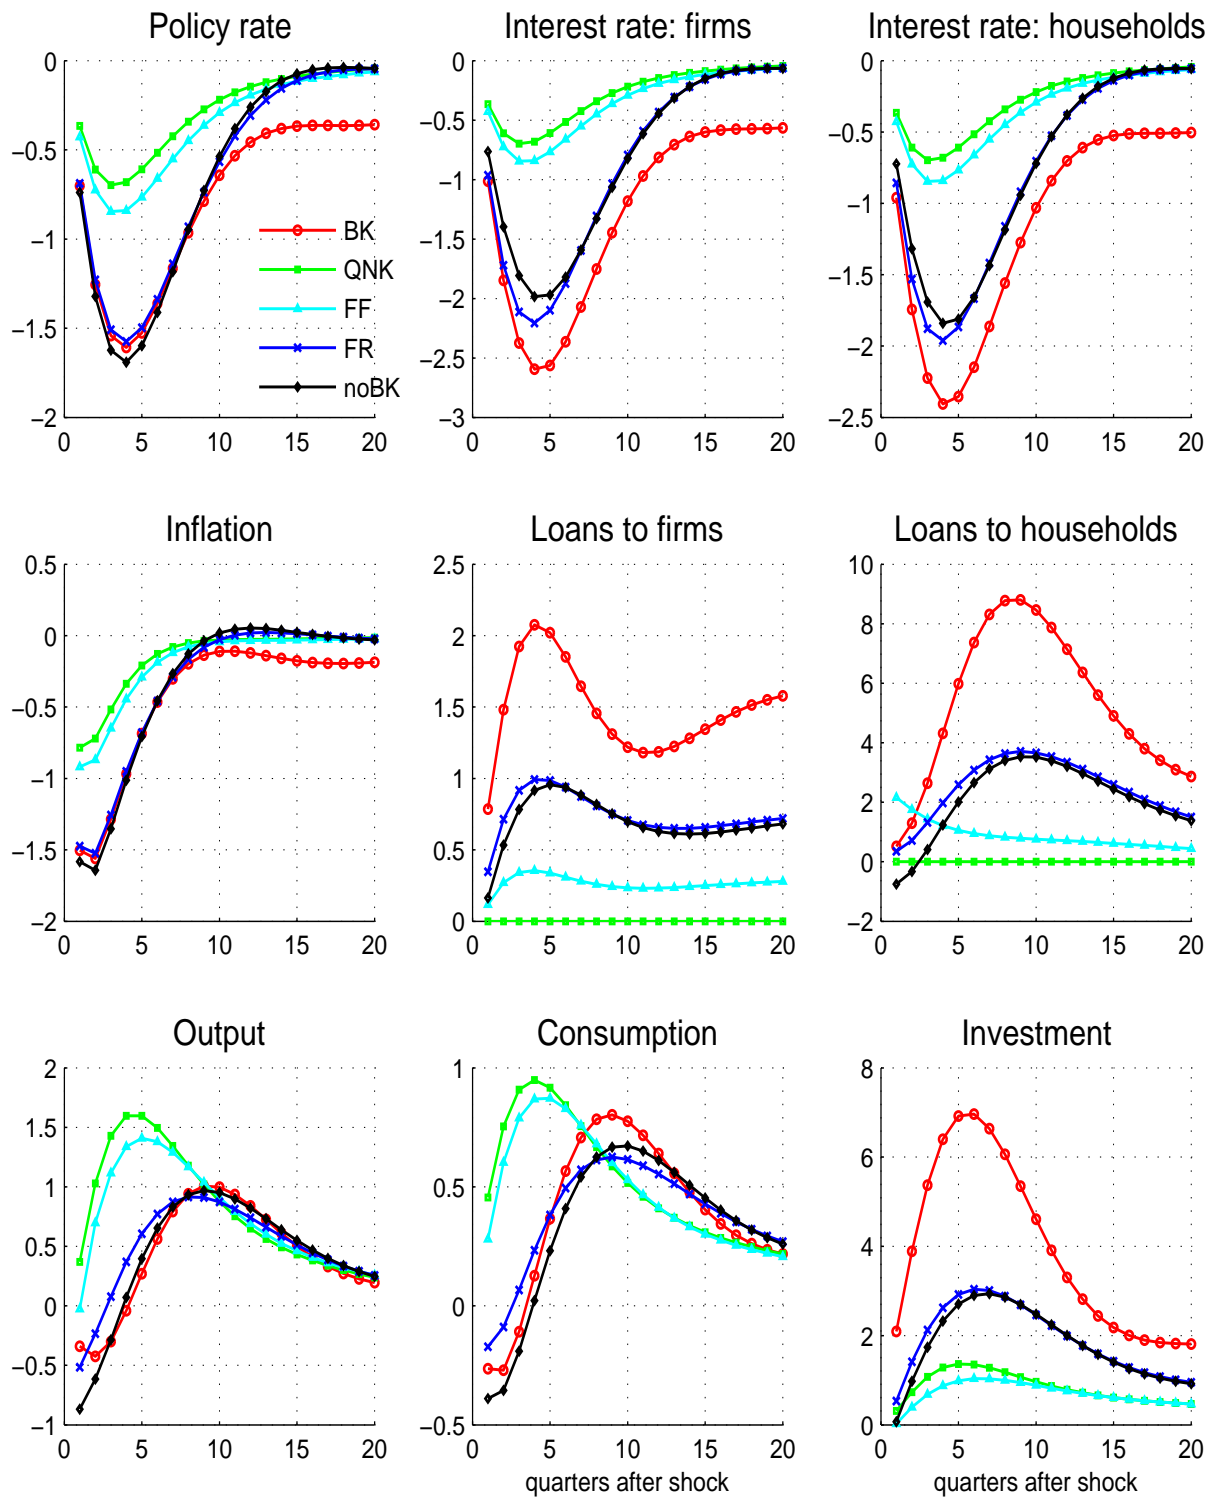 Policy rate
Interest rate: firms
Interest rate: households
0
−0.5
−1
−1.5
−2
0 5 10 15 20
BK
QNK
FF
FR
noBK
0
−0.5
−1
−1.5
−2
−2.5
−3
0 5 10 15 20
0
−0.5
−1
−1.5
−2
−2.5
0 5 10 15 20
Inflation
Loans to firms
Loans to households
0.5
0
−0.5
−1
−1.5
−2
0 5 10 15 20
2.5
2
1.5
1
0.5
0
0 5 10 15 20
10
8
6
4
2
0
−2
0 5 10 15 20
Output
Consumption
Investment
2
1.5
1
0.5
0
−0.5
−1
0 5 10 15 20
1
0.5
0
−0.5
0 5 10 15 20
quarters after shock
8
6
4
2
0
0 5 10 15 20
quarters after shock